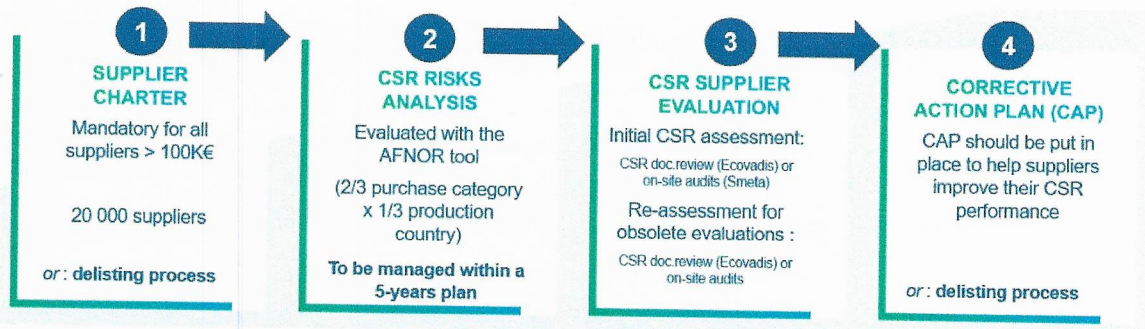 1
SUPPLIER
CHARTER
Mandatory for all
suppliers > 100K€
20 000 suppliers
or : delisting process
2
CSR RISKS
ANALYSIS
Evaluated with the
AFNOR tool
(2/3 purchase category
x 1/3 production
country)
To be managed within a
5-years plan
3
CSR SUPPLIER
EVALUATION
Initial CSR assessment:
CSR doc.review (Ecovadis) or
on-site audits (Smeta)
Re-assessment for
obsolete evaluations :
CSR doc.review (Ecovadis) or
on-site audits
4
CORRECTIVE
ACTION PLAN (CAP)
CAP should be put in
place to help suppliers
improve their CSR
performance
or : delisting process